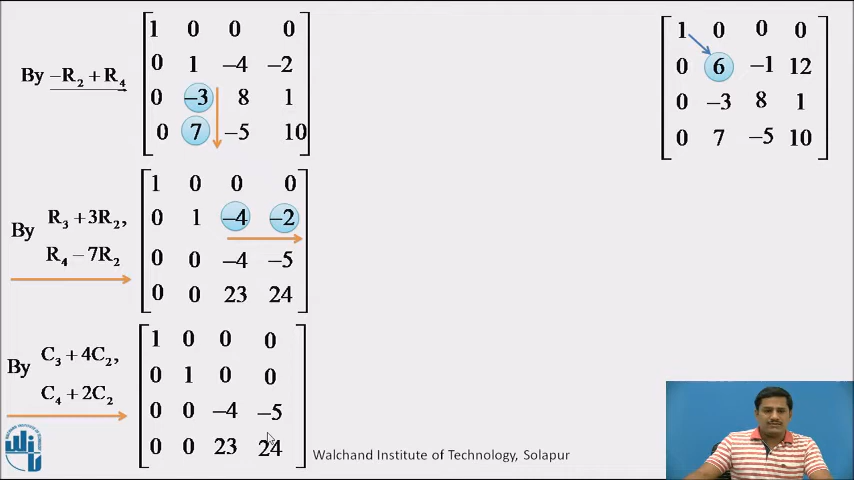 By −R₂ + R₄
1 0 0 0
0 1 −4 −2
0 −3 8 1
0 7 −5 10
By R₃ + 3R₂,
R₄ − 7R₂
1 0 0 0
0 1 −4 −2
0 0 −4 −5
0 0 23 24
By C₃ + 4C₂,
C₄ + 2C₂
1 0 0 0
0 1 0 0
0 0 −4 −5
0 0 23 24
1 0 0 0
0 6 −1 12
0 −3 8 1
0 7 −5 10
Walchand Institute of Technology, Solapur